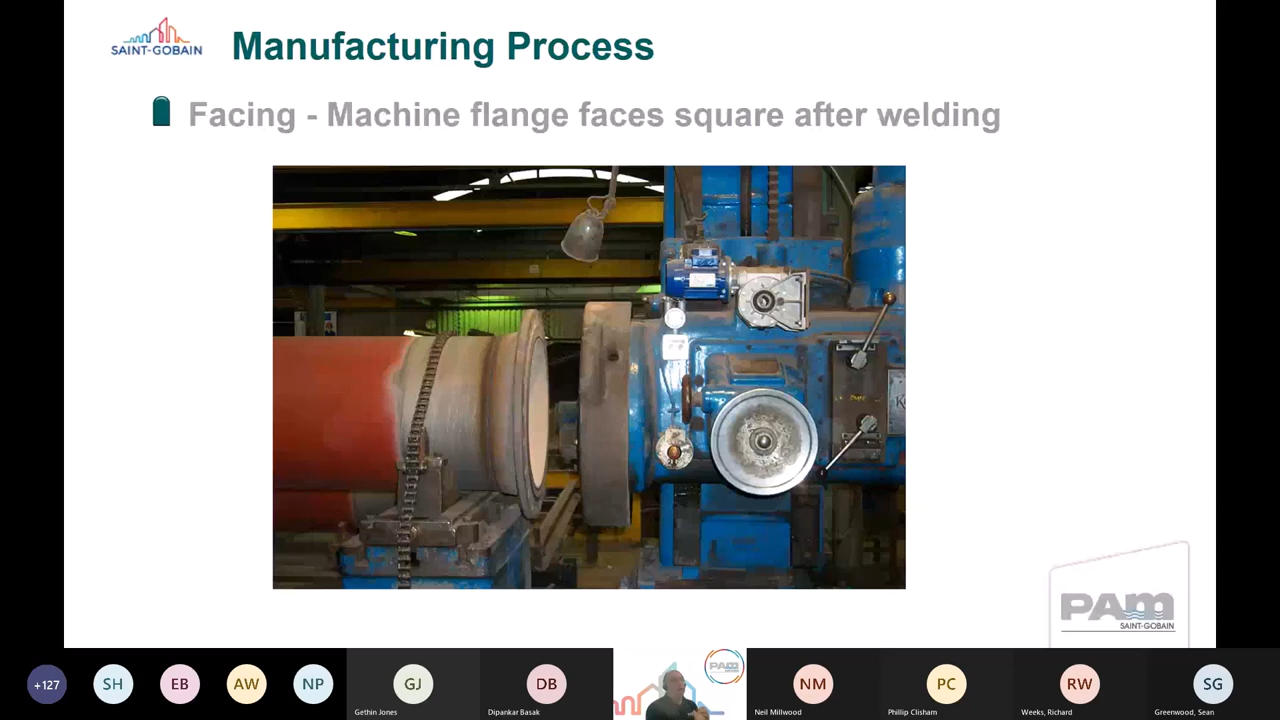 SAINT-GOBAIN
Manufacturing Process
Facing - Machine flange faces square after welding
PAM
SAINT-GOBAIN
+127
SH
EB
AW
NP
GJ
Gethin Jones
DB
Dipankar Basak
PAM
NM
Neil Millwood
PC
Phillip Clisham
RW
Weeks, Richard
SG
Greenwood, Sean